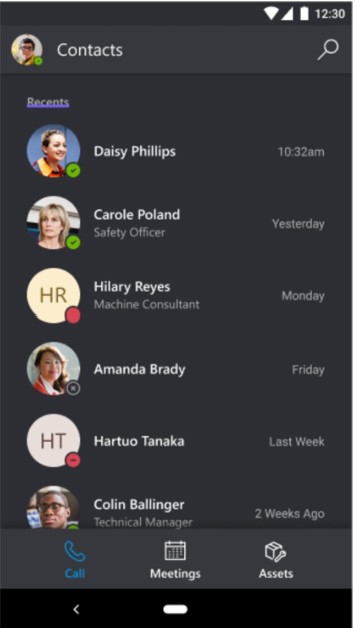 12:30
Contacts
Recents
Daisy Phillips
10:32am
Carole Poland
Safety Officer
Yesterday
HR
Hilary Reyes
Machine Consultant
Monday
Amanda Brady
Friday
HT
Hartuo Tanaka
Last Week
Colin Ballinger
Technical Manager
2 Weeks Ago
Call
Meetings
Assets